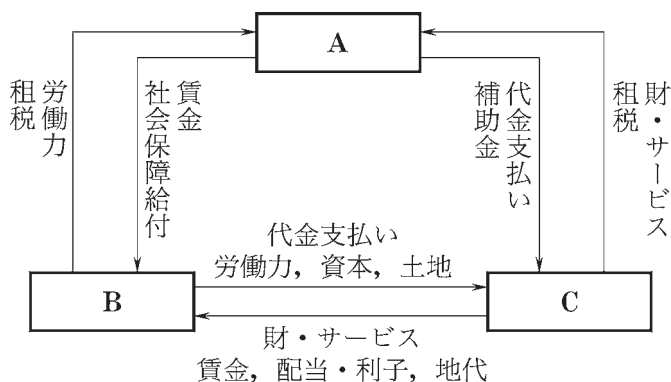 A
労働力
租税
賃金
社会保障給付
代金支払い
補助金
財・サービス
租税
代金支払い
労働力，資本，土地
B
C
財・サービス
賃金，配当・利子，地代